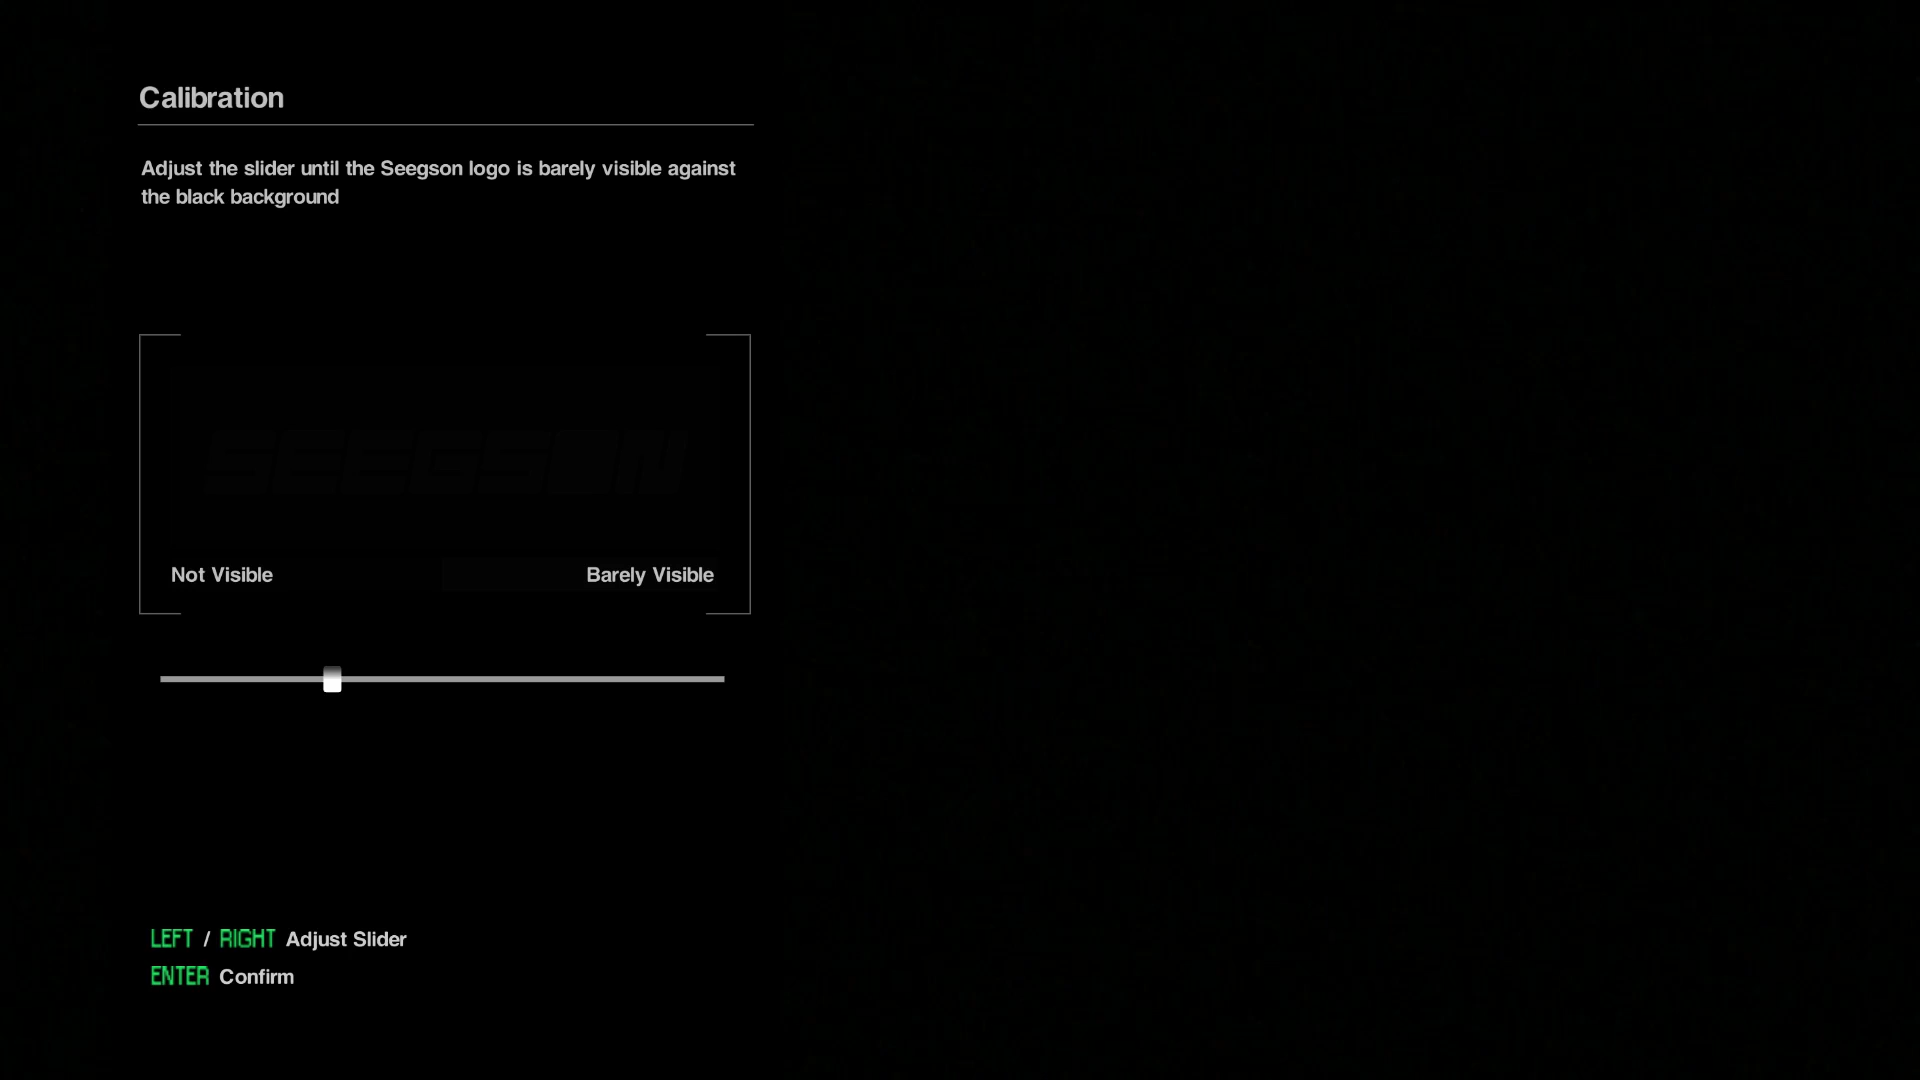 Calibration
Adjust the slider until the Seegson logo is barely visible against
the black background
SEEGSON
Not Visible
Barely Visible
LEFT / RIGHT Adjust Slider
ENTER Confirm